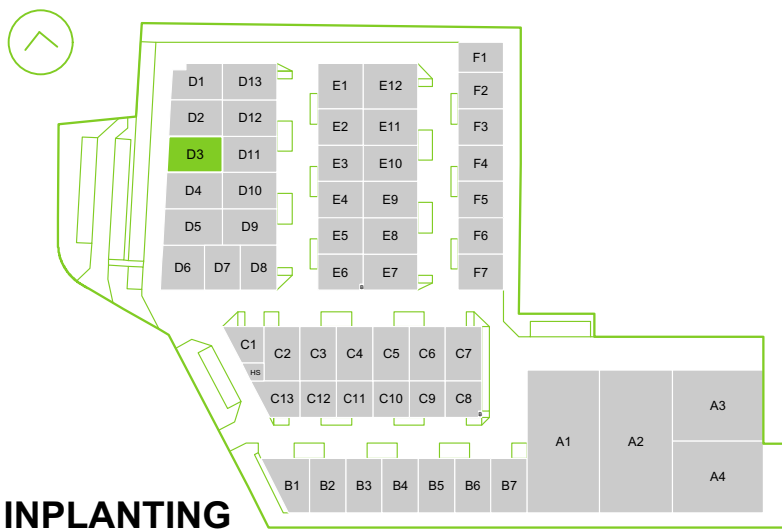 F1
D1 D13 E1 E12
F2
D2 D12 E2 E11 F3
D3 D11 E3 E10 F4
D4 D10 E4 E9 F5
D5 D9 E5 E8 F6
D6 D7 D8 E6 E7 F7
B
C1 C2 C3 C4 C5 C6 C7
HS
C13 C12 C11 C10 C9 C8
B
A1 A2 A3
A4
B1 B2 B3 B4 B5 B6 B7
INPLANTING